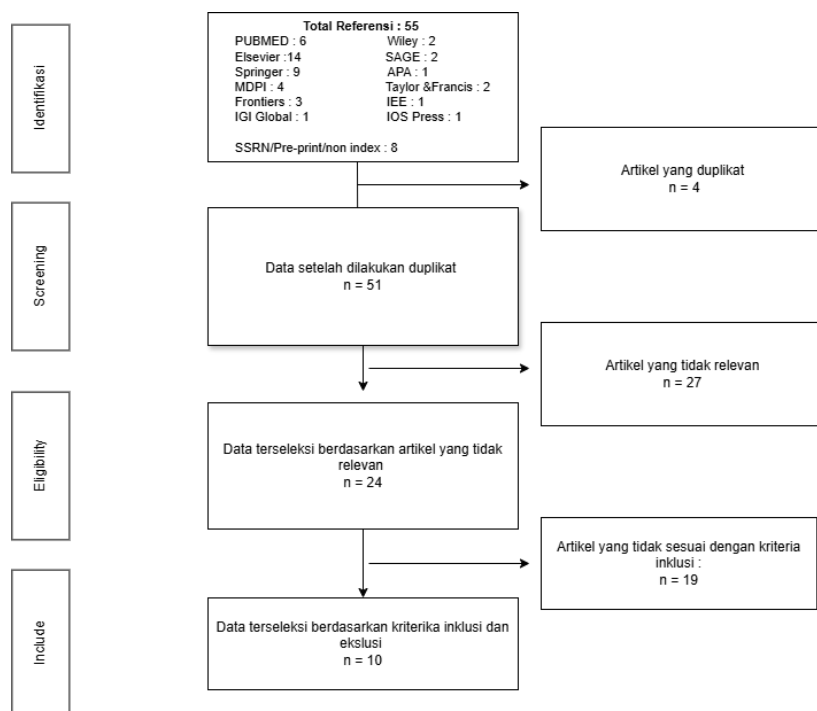 Identifikasi
Total Referensi : 55
PUBMED : 6 Wiley : 2
Elsevier :14 SAGE : 2
Springer : 9 APA : 1
MDPI : 4 Taylor &Francis : 2
Frontiers : 3 IEE : 1
IGI Global : 1 IOS Press : 1
SSRN/Pre-print/non index : 8
Artikel yang duplikat
n = 4
Screening
Data setelah dilakukan duplikat
n = 51
Artikel yang tidak relevan
n = 27
Eligibility
Data terseleksi berdasarkan artikel yang tidak
relevan
n = 24
Artikel yang tidak sesuai dengan kriteria
inklusi :
n = 19
Include
Data terseleksi berdasarkan kriterika inklusi dan
ekslusi
n = 10